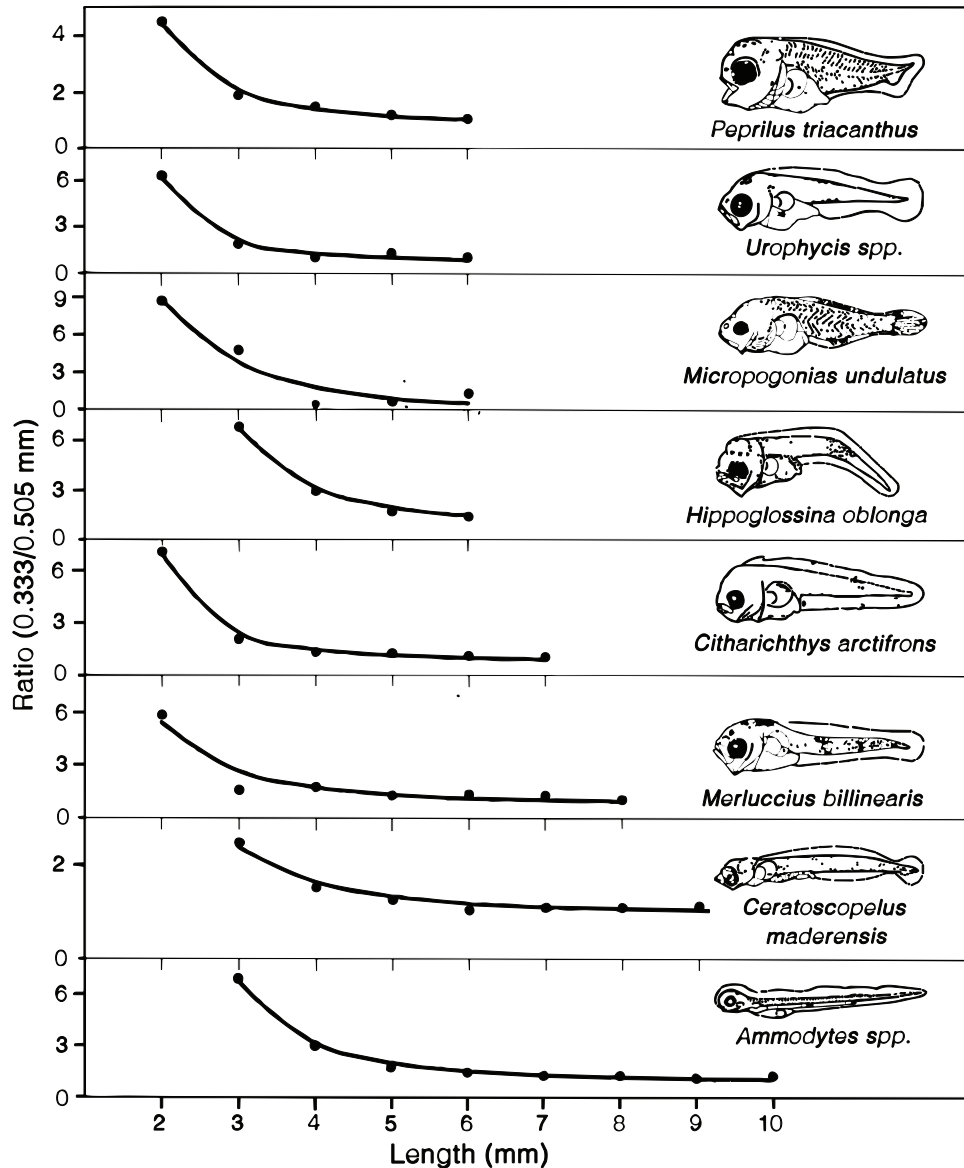 Ratio (0.333/0.505 mm)
4
2
0
Peprilus triacanthus
6
3
0
Urophycis spp.
9
6
3
0
Micropogonias undulatus
6
3
0
Hippoglossina oblonga
6
4
2
0
Citharichthys arctifrons
6
3
0
Merluccius billinearis
2
0
Ceratoscopelus
maderensis
6
3
0
Ammodytes spp.
2 3 4 5 6 7 8 9 10
Length (mm)